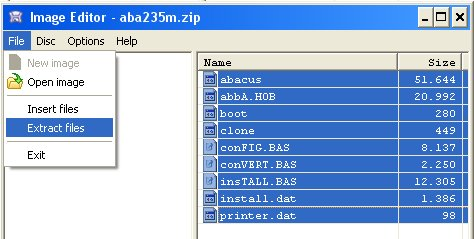 Image Editor - aba235m.zip
File Disc Options Help
New image
Open image
Insert files
Extract files
Exit
Name Size
abacus 51.644
abbA.HOB 20.992
boot 280
clone 449
conFIG.BAS 8.137
conVERT.BAS 2.250
insTALL.BAS 12.305
install.dat 1.386
printer.dat 98